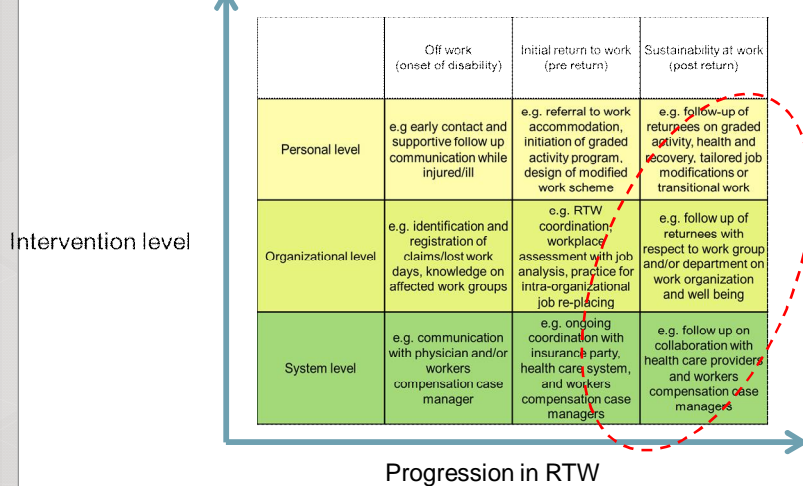 Off work
(onset of disability)
Initial return to work
(pre return)
Sustainability at work
(post return)
Personal level
e.g early contact and
supportive follow up
communication while
injured/ill
e.g. referral to work
accommodation,
initiation of graded
activity program,
design of modified
work scheme
e.g. follow-up of
returnees on graded
activity, health and
recovery, tailored job
modifications or
transitional work
Intervention level
Organizational level
e.g. identification and
registration of
claims/lost work
days, knowledge on
affected work groups
e.g. RTW
coordination,
workplace
assessment with job
analysis, practice for
intra-organizational
job re-placing
e.g. follow up of
returnees with
respect to work group
and/or department on
work organization
and well being
System level
e.g. communication
with physician and/or
workers
compensation case
manager
e.g. ongoing
coordination with
insurance party,
health care system,
and workers
compensation case
managers
e.g. follow up on
collaboration with
health care providers
and workers
compensation case
managers
Progression in RTW